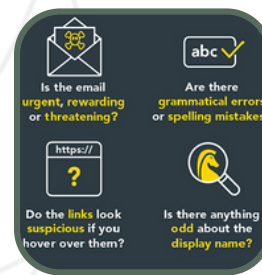 abc
Is the email
urgent, rewarding
or threatening?
Are there
grammatical errors
or spelling mistakes
https://
?
Do the links look
suspicious if you
hover over them?
Is there anything
odd about the
display name?